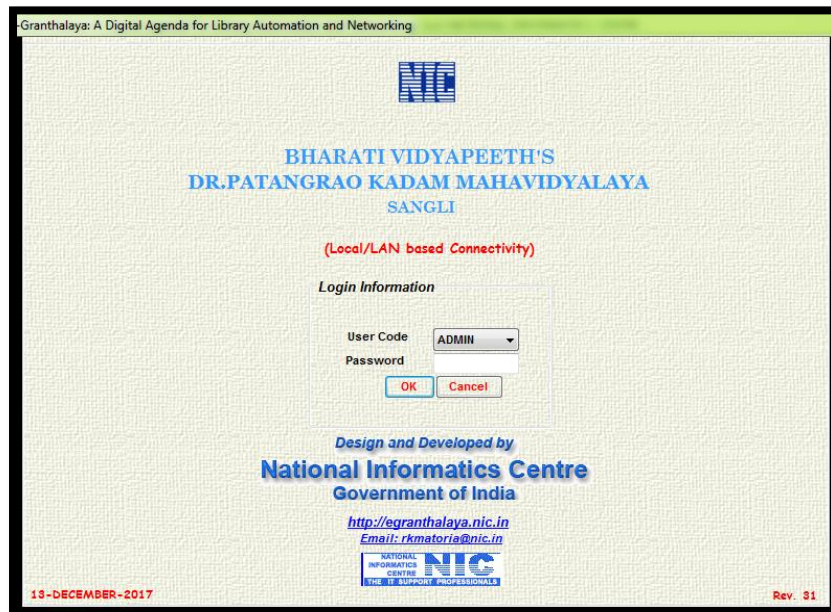 -Granthalaya: A Digital Agenda for Library Automation and Networking
NIC
BHARATI VIDYAPEETH'S
DR.PATANGRAO KADAM MAHAVIDYALAYA
SANGLI
(Local/LAN based Connectivity)
Login Information
User Code ADMIN
Password
OK Cancel
Design and Developed by
National Informatics Centre
Government of India
http://egranthalaya.nic.in
Email: rkmatoria@nic.in
NATIONAL
INFORMATICS
CENTRE NIC
THE IT SUPPORT PROFESSIONALS
13-DECEMBER-2017 Rev. 31